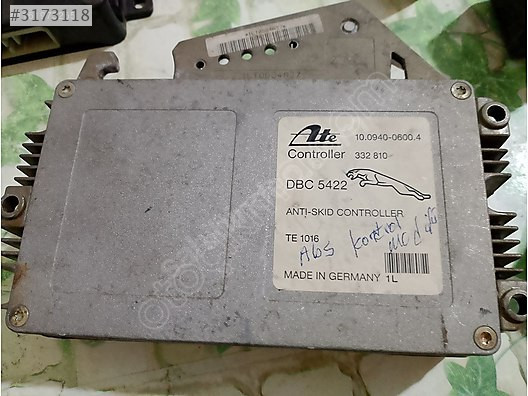 #3173118
Ate
10.0940-0600.4
Controller 332 810
DBC 5422
ANTI-SKID CONTROLLER
TE 1016
Abs kontrol modülü
MADE IN GERMANY 1L